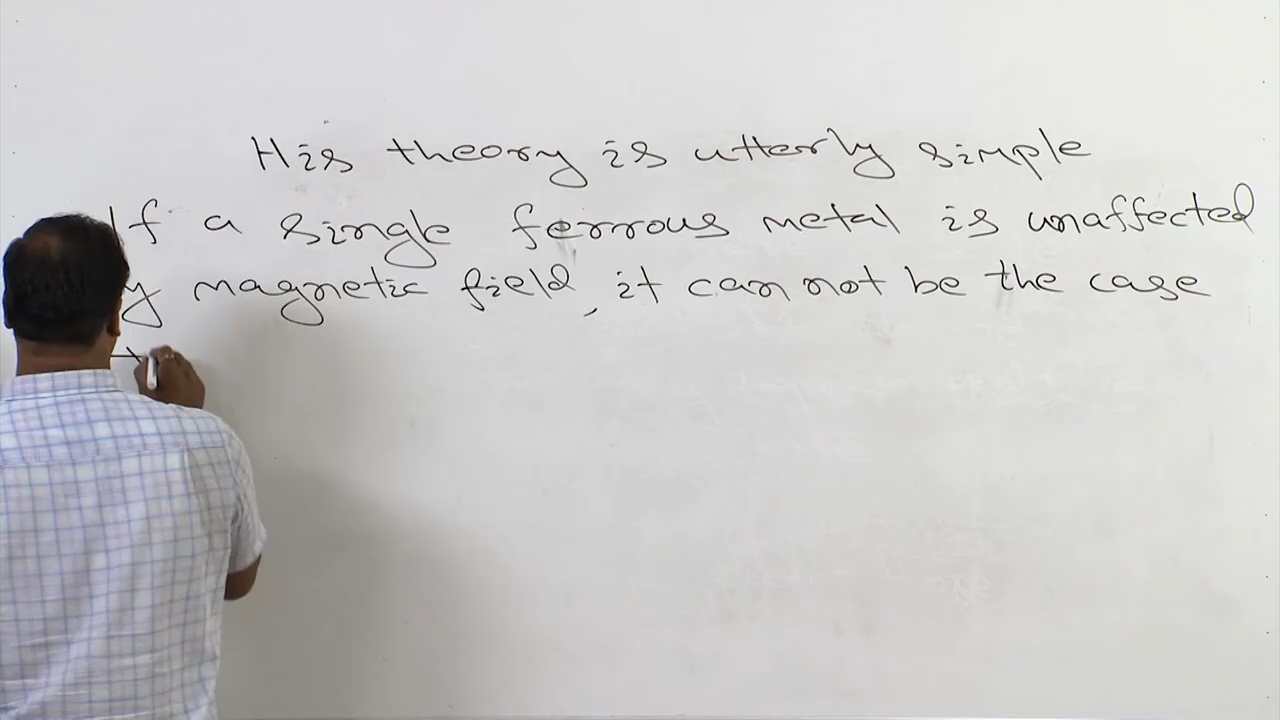 His theory is utterly simple
If a single ferrous metal is unaffected
magnetic field, it can not be the case